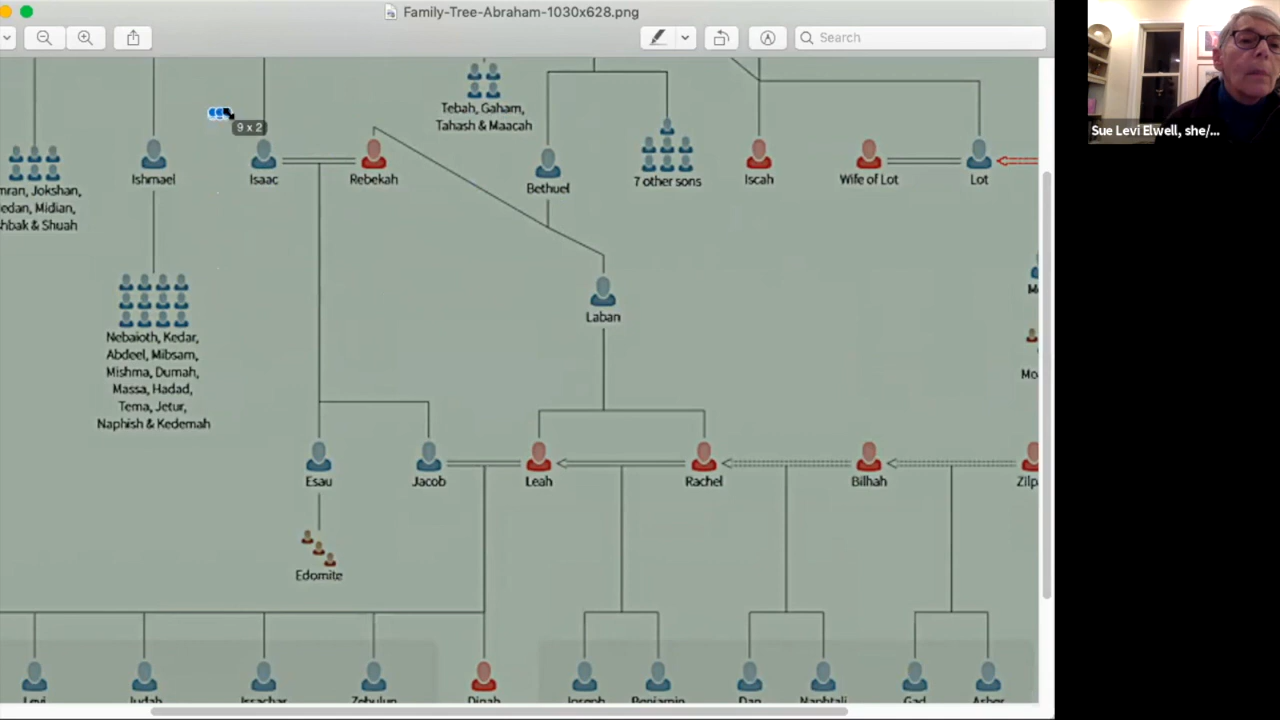 Family-Tree-Abraham-1030x628.png
Search
Sue Levi Elwell, she/...
Tebah, Gaham,
Tahash & Maacah
9 x 2
Ishmael
Isaac
Rebekah
Bethuel
7 other sons
Iscah
Wife of Lot
Lot
mran, Jokshan,
edan, Midian,
hbak & Shuah
Laban
Nebaioth, Kedar,
Abdeel, Mibsam,
Mishma, Dumah,
Massa, Hadad,
Tema, Jetur,
Naphish & Kedemah
Mo
Esau
Jacob
Leah
Rachel
Bilhah
Zilp
Edomite
Levi
Judah
Issachar
Zebulun
Dinah
Joseph
Benjamin
Dan
Naphtali
Gad
Asher